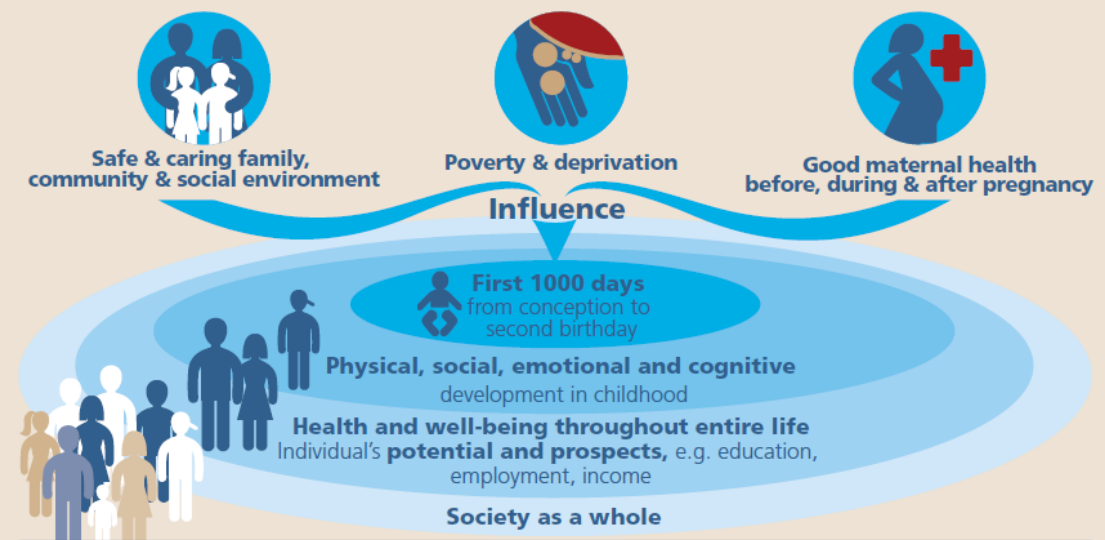 Safe & caring family,
community & social environment
Poverty & deprivation
Good maternal health
before, during & after pregnancy
Influence
First 1000 days
from conception to
second birthday
Physical, social, emotional and cognitive
development in childhood
Health and well-being throughout entire life
Individual’s potential and prospects, e.g. education,
employment, income
Society as a whole